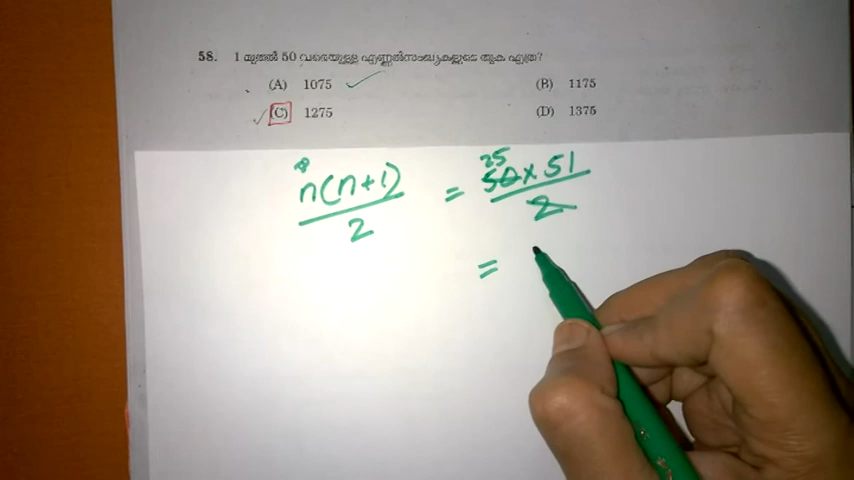 58. 1 മുതൽ 50 വരെയുള്ള എണ്ണൽസംഖ്യകളുടെ തുക എത്ര?
(A) 1075 (B) 1175
(C) 1275 (D) 1375
n(n+1)/2 = 25 50 x 51/2
=